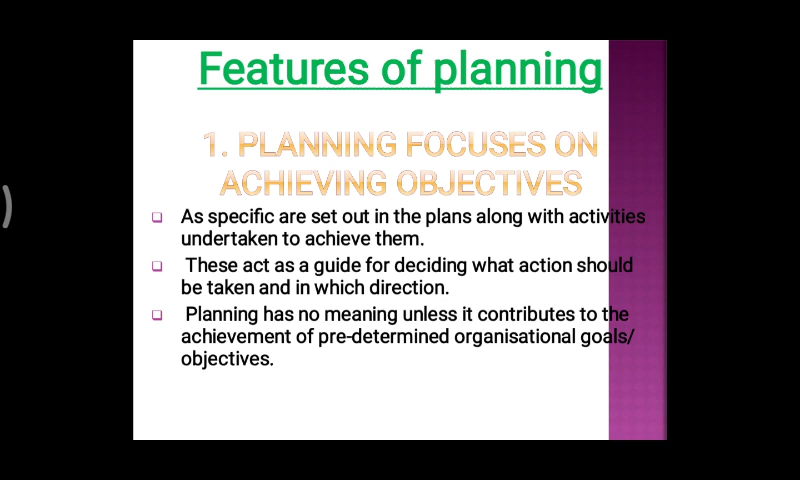 Features of planning
1. PLANNING FOCUSES ON
ACHIEVING OBJECTIVES
❑ As specific are set out in the plans along with activities
undertaken to achieve them.
❑ These act as a guide for deciding what action should
be taken and in which direction.
❑ Planning has no meaning unless it contributes to the
achievement of pre-determined organisational goals/
objectives.